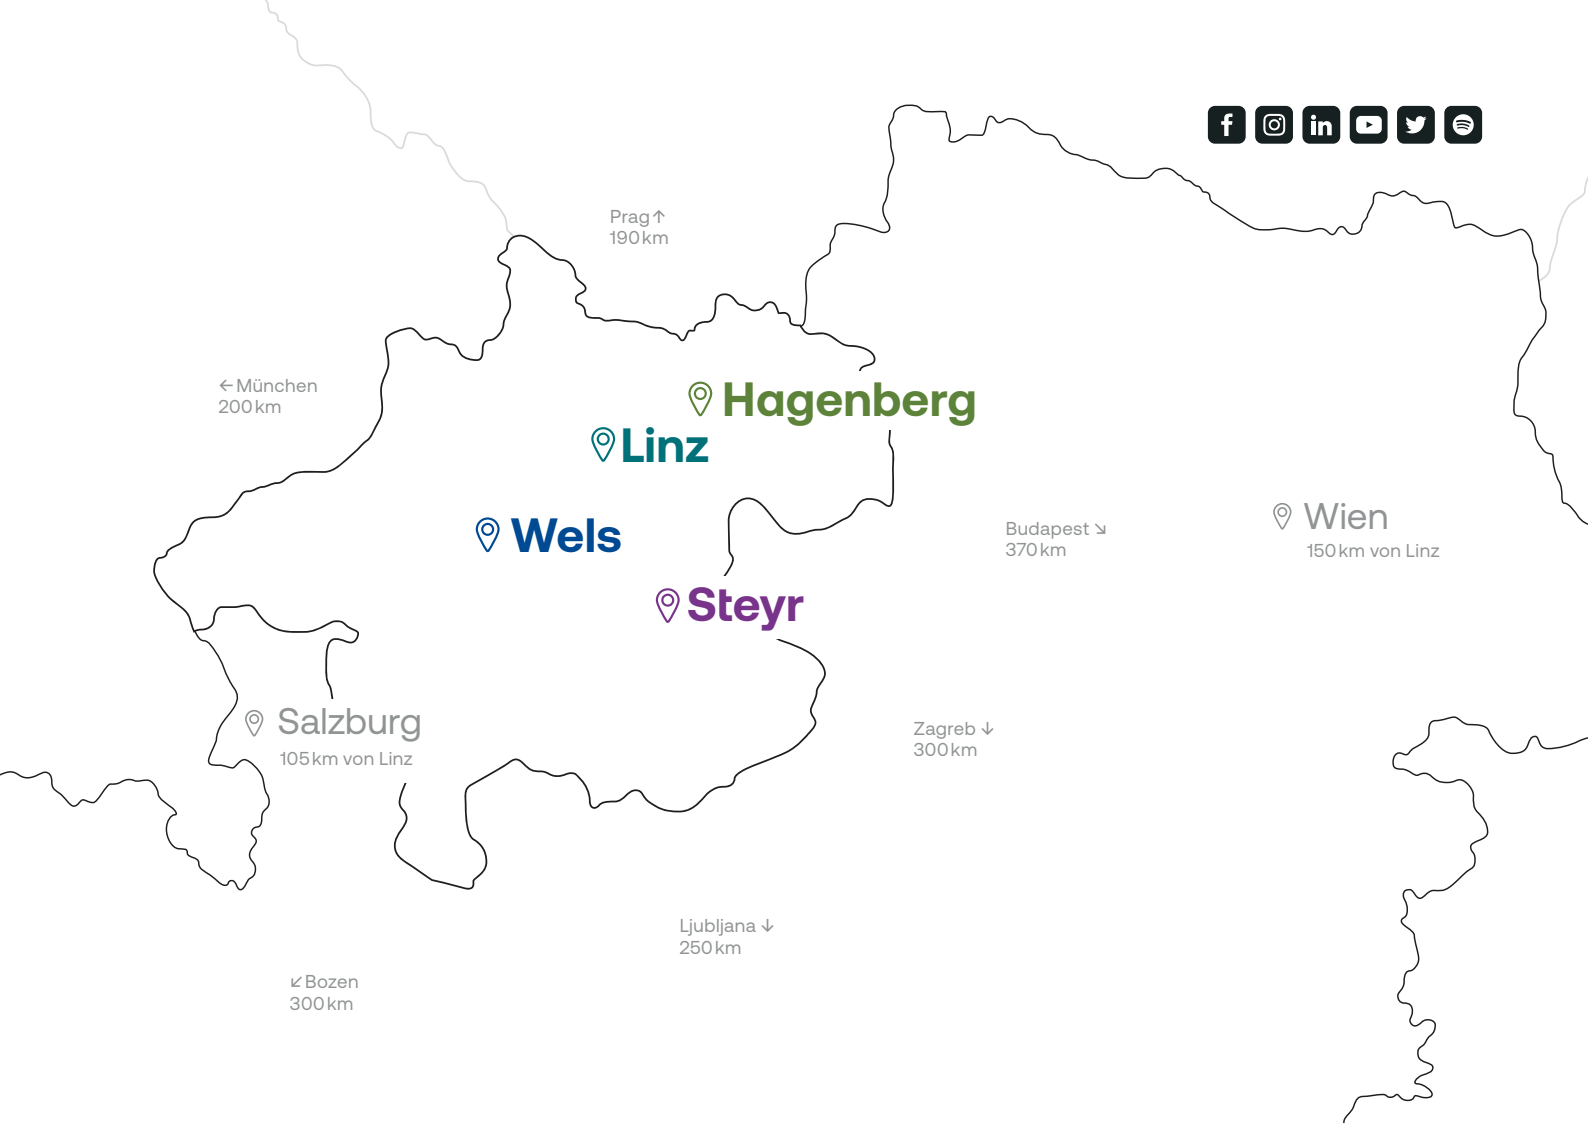 Prag↑
190 km
←München
200 km
Hagenberg
Linz
Wels
Budapest ↘
370 km
Wien
150 km von Linz
Steyr
Salzburg
105 km von Linz
Zagreb ↓
300 km
Ljubljana ↓
250 km
↙Bozen
300 km